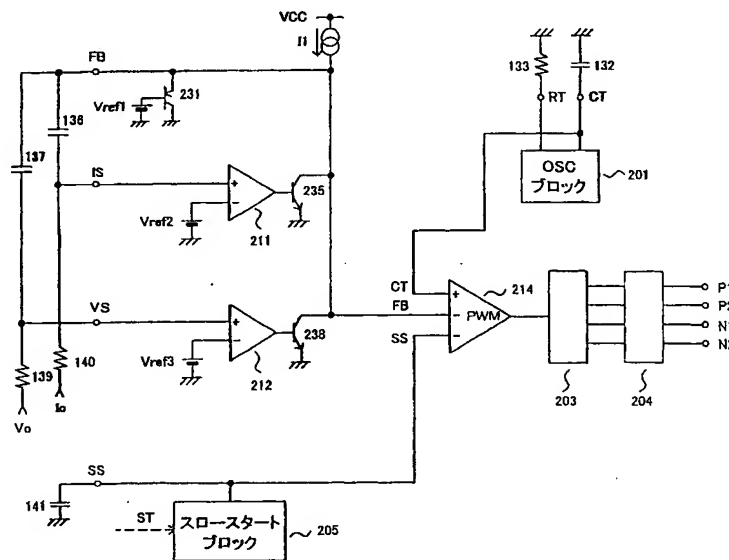 VCC
I1
FB
231
Vref1
136
137
IS
+
−
235
Vref2
211
VS
+
−
238
Vref3
212
139
140
Vo
Io
133
132
RT
CT
OSC
ブロック
201
CT
FB
SS
+
−
−
PWM
214
P1
P2
N1
N2
203
204
SS
141
ST
スロースタート
ブロック
205